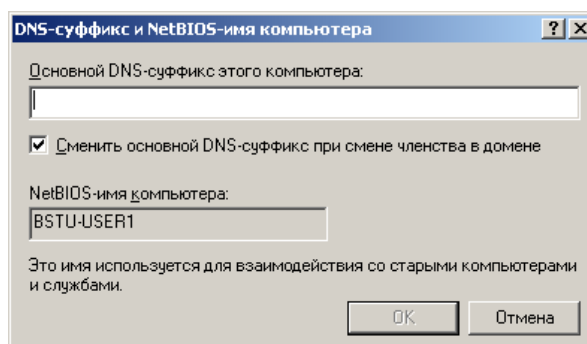 DNS-суффикс и NetBIOS-имя компьютера
Основной DNS-суффикс этого компьютера:
Сменить основной DNS-суффикс при смене членства в домене
NetBIOS-имя компьютера:
BSTU-USER1
Это имя используется для взаимодействия со старыми компьютерами
и службами.
OK Отмена